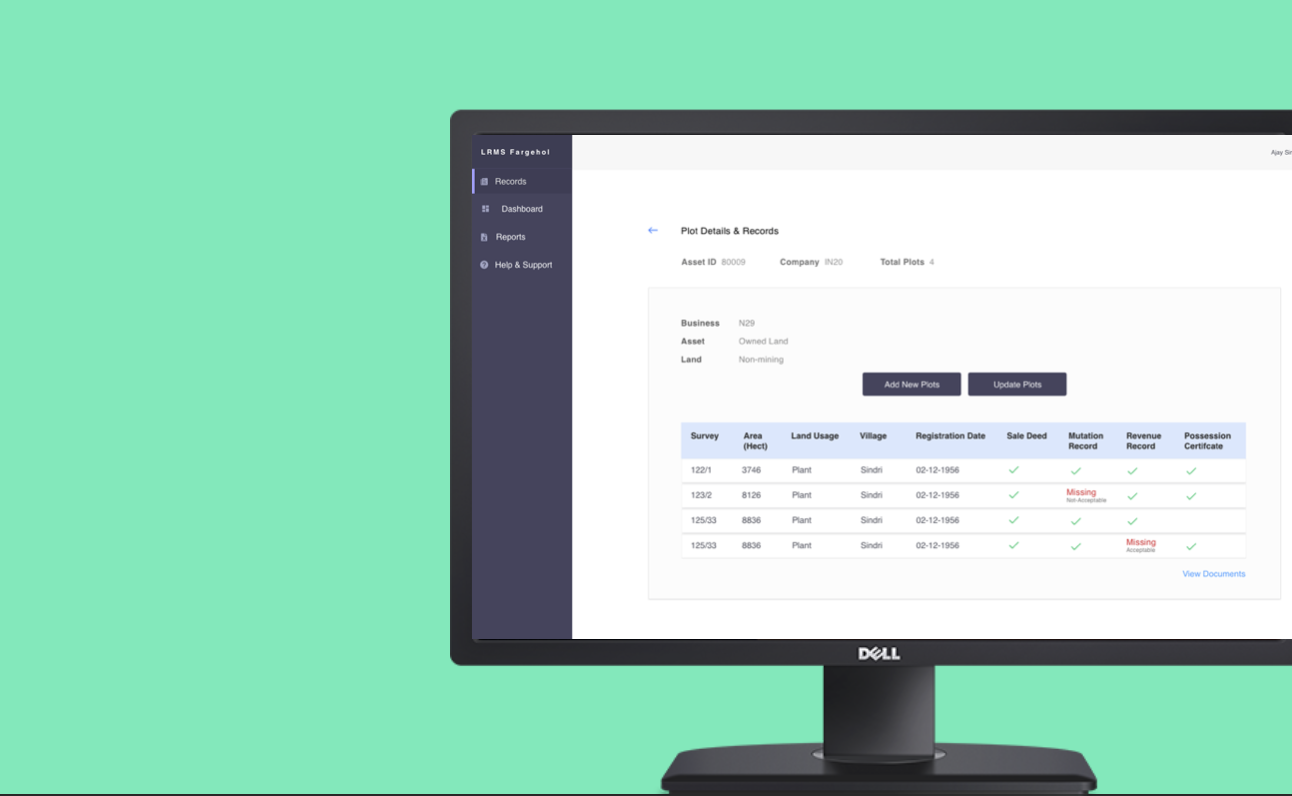 LRMS Fargehol
Ajay Sin
Records
Dashboard
Reports
Help & Support
Plot Details & Records
Asset ID 80009 Company IN20 Total Plots 4
Business N29
Asset Owned Land
Land Non-mining
Add New Plots Update Plots
Survey Area (Hect) Land Usage Village Registration Date Sale Deed Mutation Record Revenue Record Possession Certifcate
122/1 3746 Plant Sindri 02-12-1956
123/2 8126 Plant Sindri 02-12-1956 Missing Not-Acceptable
125/33 8836 Plant Sindri 02-12-1956
125/33 8836 Plant Sindri 02-12-1956 Missing Acceptable
View Documents
DELL